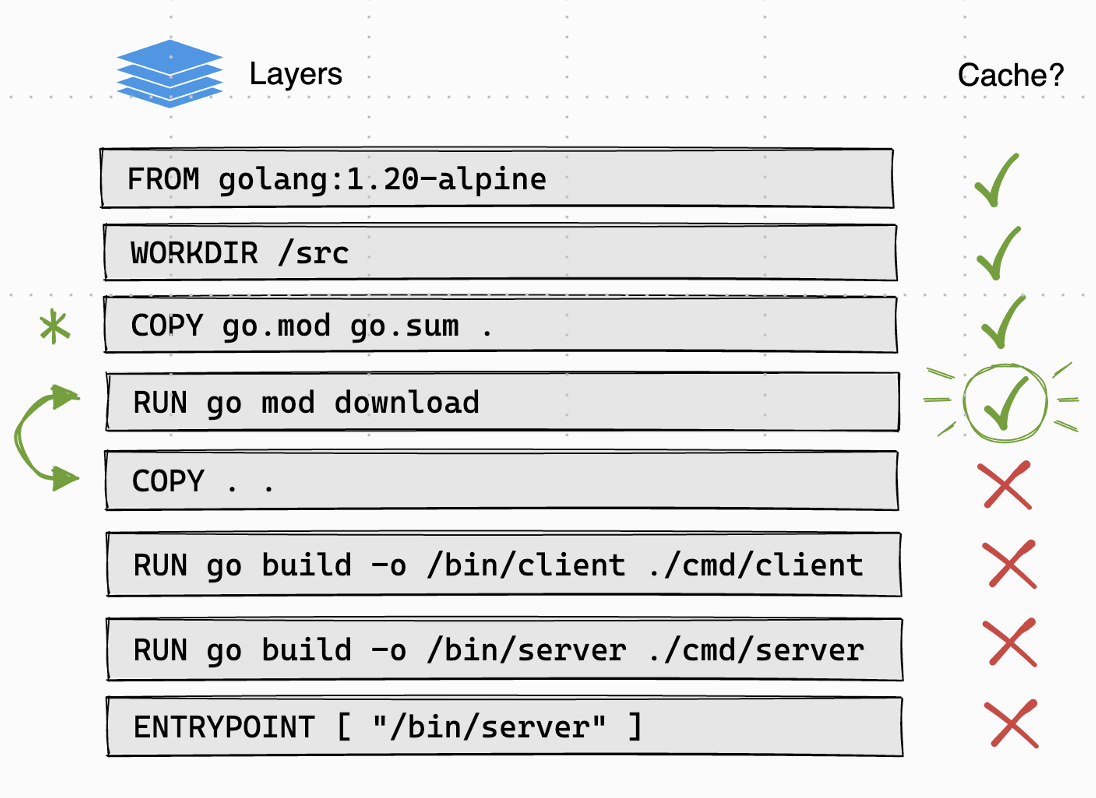 Layers
Cache?
FROM golang:1.20-alpine
WORKDIR /src
* COPY go.mod go.sum .
RUN go mod download
COPY . .
RUN go build -o /bin/client ./cmd/client
RUN go build -o /bin/server ./cmd/server
ENTRYPOINT [ "/bin/server" ]